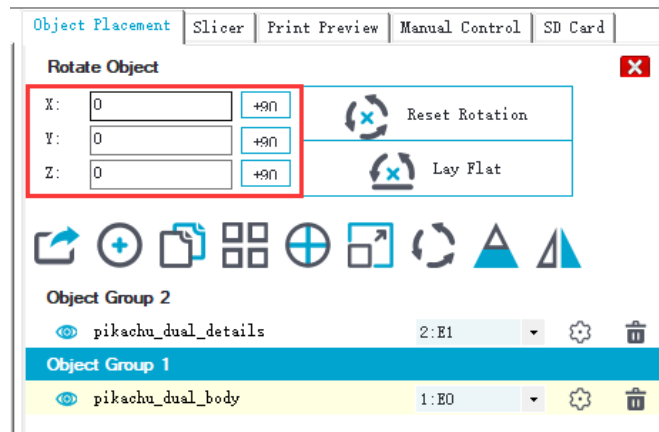 Object Placement Slicer Print Preview Manual Control SD Card
Rotate Object
X: 0 +90
Reset Rotation
Y: 0 +90
Z: 0 +90
Lay Flat
Object Group 2
pikachu_dual_details 2:E1
Object Group 1
pikachu_dual_body 1:E0